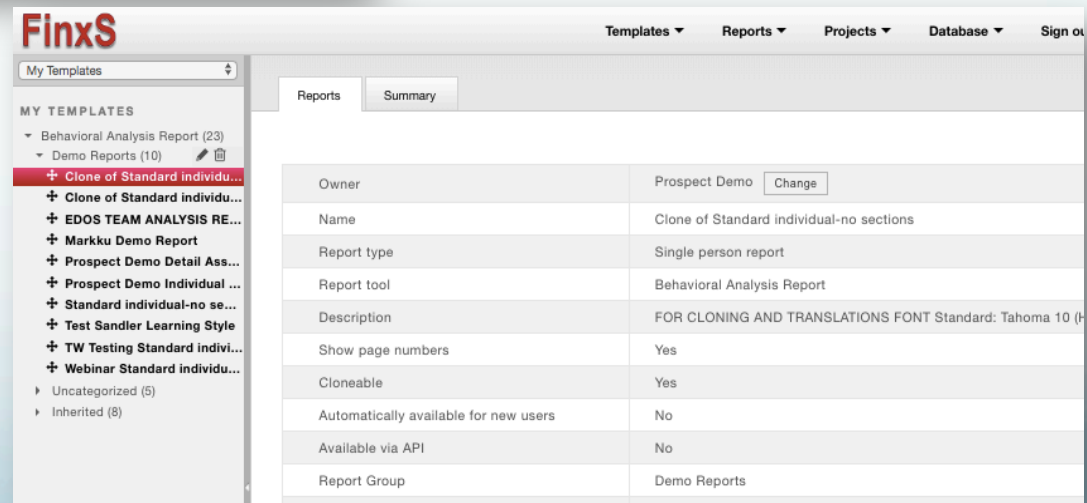 FinxS
Templates Reports Projects Database Sign ou
My Templates
Reports Summary
MY TEMPLATES
Behavioral Analysis Report (23)
Demo Reports (10)
Clone of Standard individu...
Clone of Standard individu...
EDOS TEAM ANALYSIS RE...
Markku Demo Report
Prospect Demo Detail Ass...
Prospect Demo Individual ...
Standard individual-no se...
Test Sandler Learning Style
TW Testing Standard indivi...
Webinar Standard individu...
Uncategorized (5)
Inherited (8)
Owner Prospect Demo Change
Name Clone of Standard individual-no sections
Report type Single person report
Report tool Behavioral Analysis Report
Description FOR CLONING AND TRANSLATIONS FONT Standard: Tahoma 10 (H
Show page numbers Yes
Cloneable Yes
Automatically available for new users No
Available via API No
Report Group Demo Reports